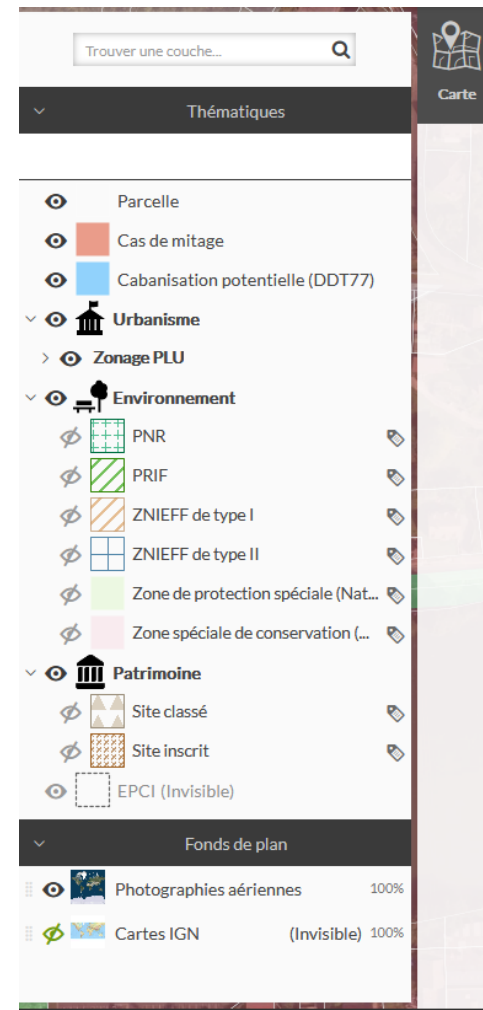 Trouver une couche...
Carte
Thématiques
Parcelle
Cas de mitage
Cabanisation potentielle (DDT77)
Urbanisme
Zonage PLU
Environnement
PNR
PRIF
ZNIEFF de type I
ZNIEFF de type II
Zone de protection spéciale (Nat...
Zone spéciale de conservation (...
Patrimoine
Site classé
Site inscrit
EPCI (Invisible)
Fonds de plan
Photographies aériennes 100%
Cartes IGN (Invisible) 100%